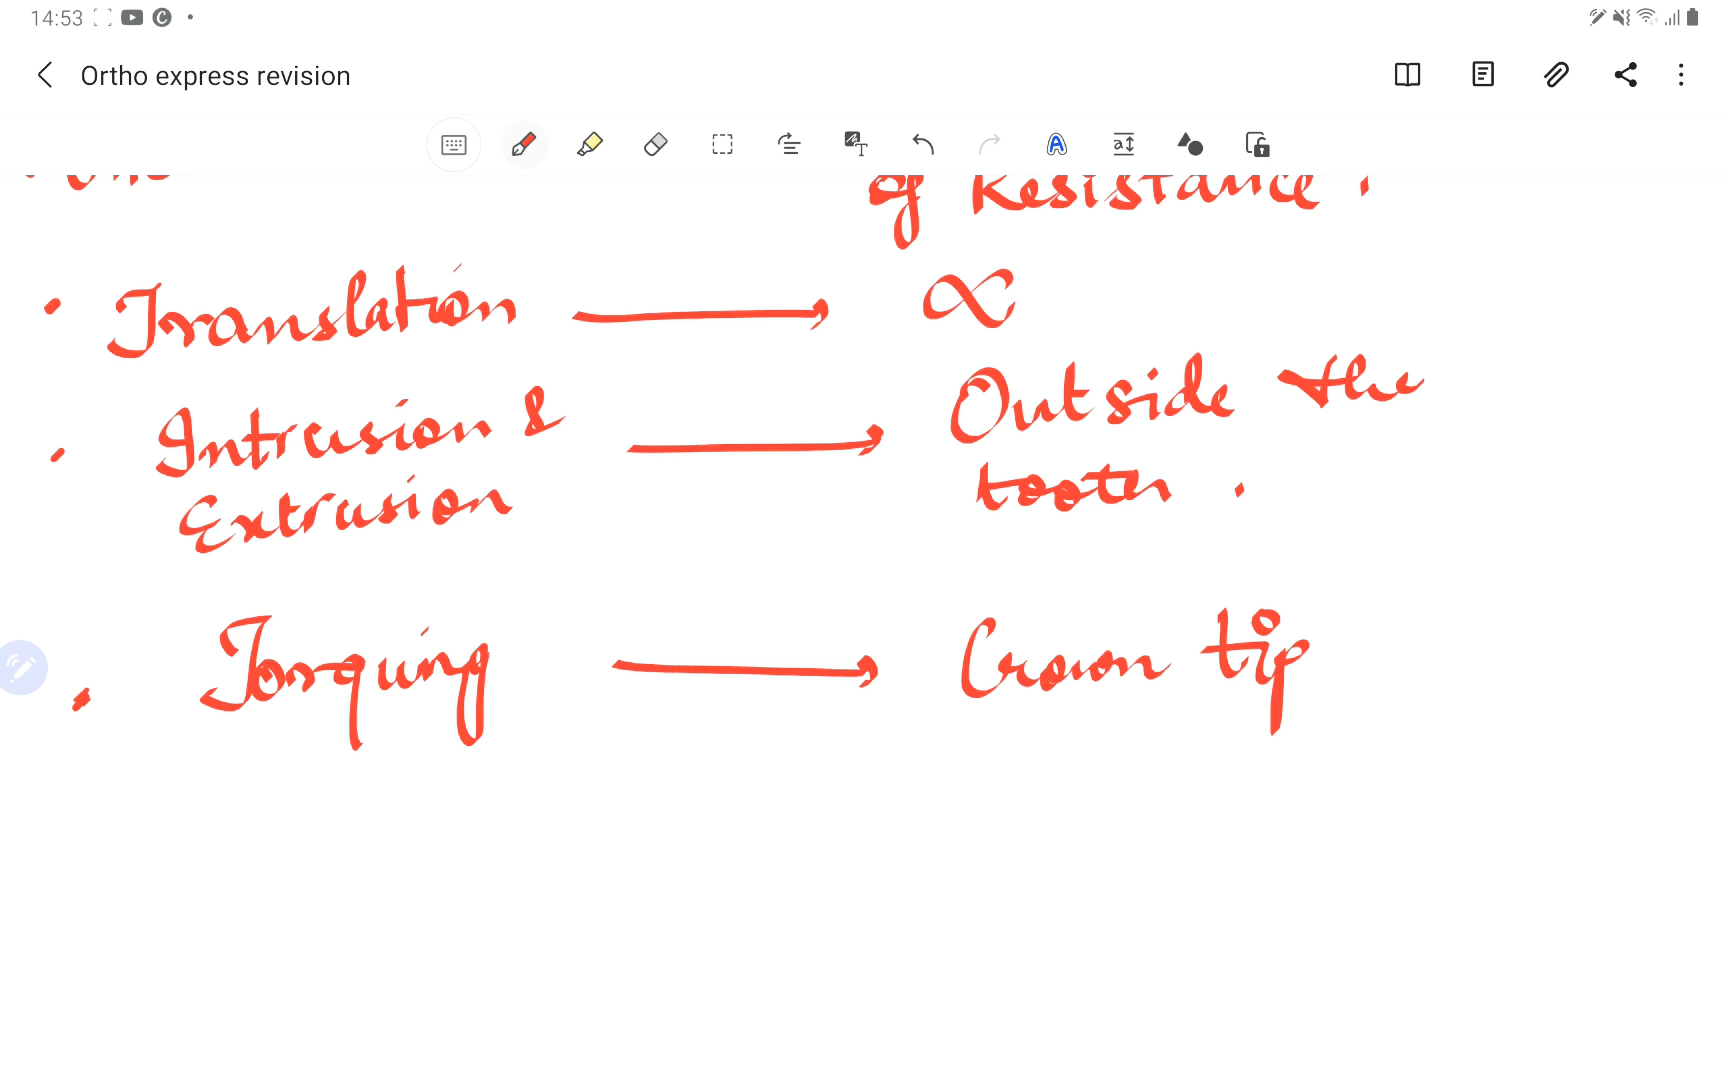 14:53
Ortho express revision
of Resistance.
• Translation → ∝
• Intrusion & Extrusion → Outside the tooth.
• Torquing → Crown tip